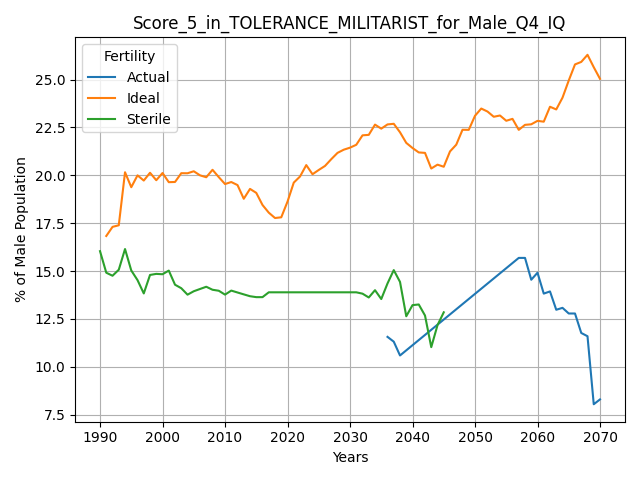 Score_5_in_TOLERANCE_MILITARIST_for_Male_Q4_IQ
Fertility
Actual
Ideal
Sterile
% of Male Population
25.0
22.5
20.0
17.5
15.0
12.5
10.0
7.5
1990 2000 2010 2020 2030 2040 2050 2060 2070
Years